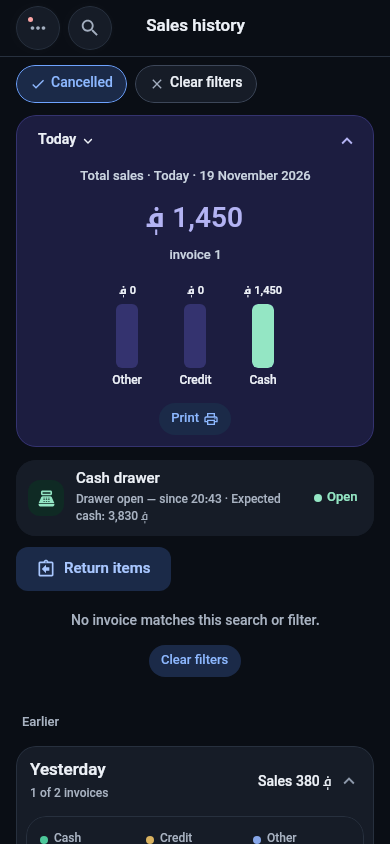 Sales history
Cancelled
Clear filters
Today
Total sales · Today · 19 November 2026
1,450
invoice 1
0
0
1,450
Other
Credit
Cash
Print
Cash drawer
Drawer open — since 20:43 · Expected
cash: 3,830
Open
Return items
No invoice matches this search or filter.
Clear filters
Earlier
Yesterday
1 of 2 invoices
Sales 380
Cash
Credit
Other